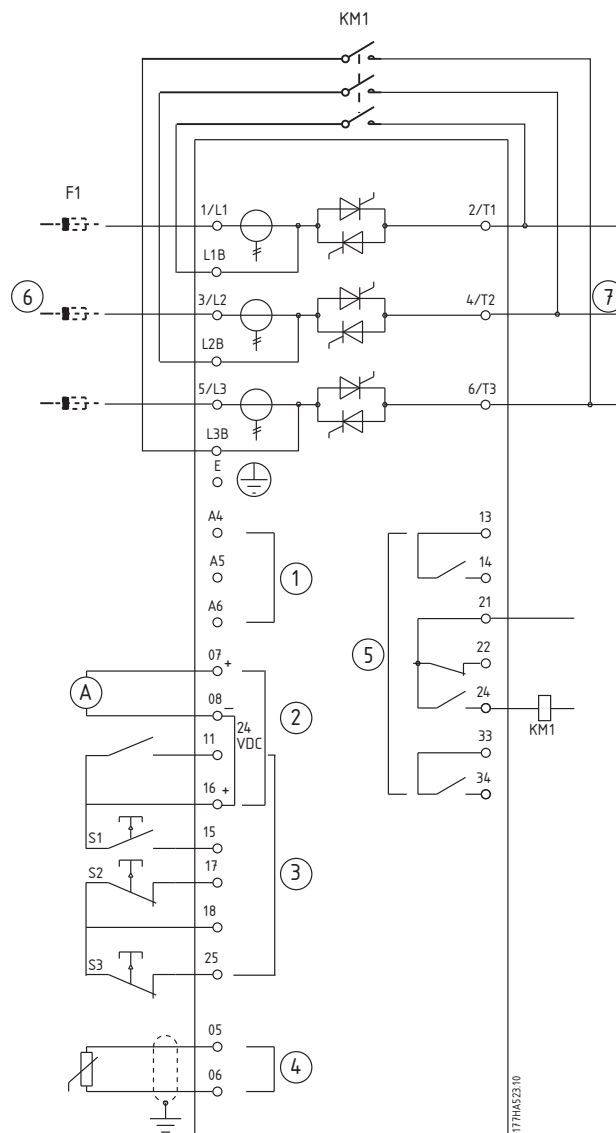 KM1
F1
1/L1
2/T1
L1B
6
3/L2
4/T2
7
L2B
5/L3
6/T3
L3B
E
A4
13
A5
1
14
A6
21
07 +
5
22
A
08 –
2
24
24
VDC
KM1
11
33
16 +
34
S1
15
S2
17
3
18
S3
25
05
4
06
177HA523.10